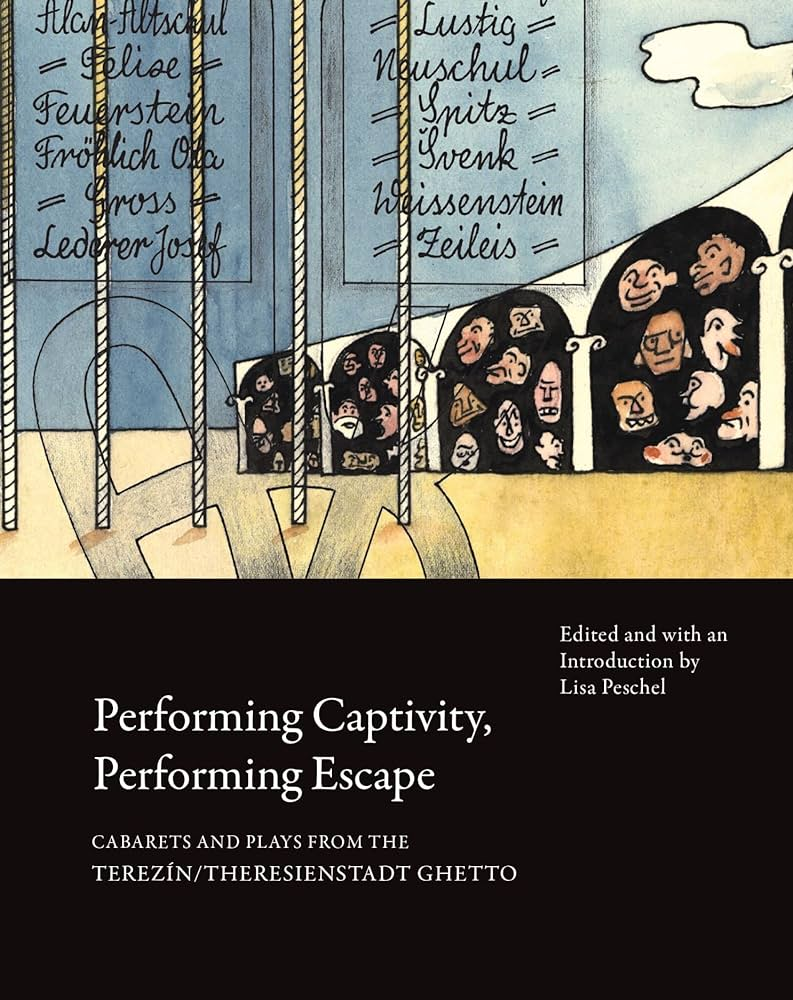 Alan-Altschul
= Felise =
Feuerstein
Fröhlich Ota
= Gross =
Lederer Josef
= Lustig =
Neuschul =
= Spitz =
= Švenk =
Weissenstein
= Zeileis =
Edited and with an
Introduction by
Lisa Peschel
Performing Captivity,
Performing Escape
CABARETS AND PLAYS FROM THE
TEREZÍN/THERESIENSTADT GHETTO